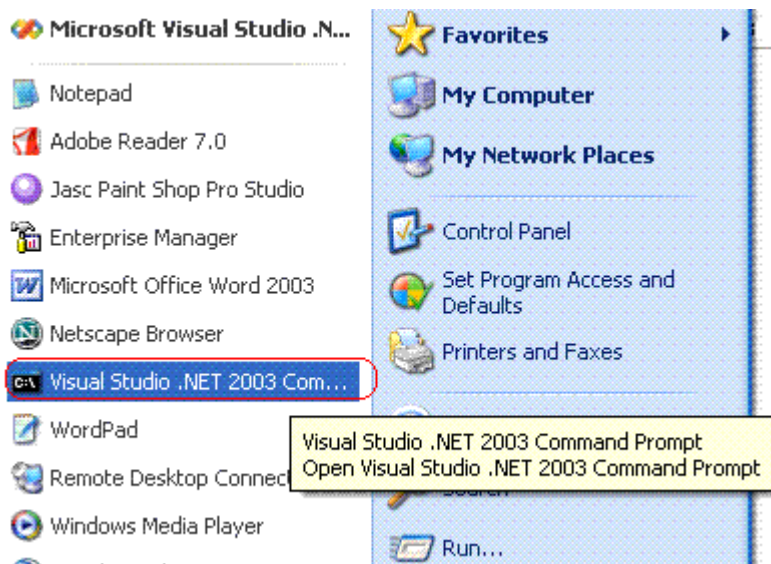 Microsoft Visual Studio .N...
Notepad
Adobe Reader 7.0
Jasc Paint Shop Pro Studio
Enterprise Manager
Microsoft Office Word 2003
Netscape Browser
Visual Studio .NET 2003 Com...
WordPad
Remote Desktop Connec
Windows Media Player
Favorites
My Computer
My Network Places
Control Panel
Set Program Access and
Defaults
Printers and Faxes
Visual Studio .NET 2003 Command Prompt
Open Visual Studio .NET 2003 Command Prompt
Search
Run...